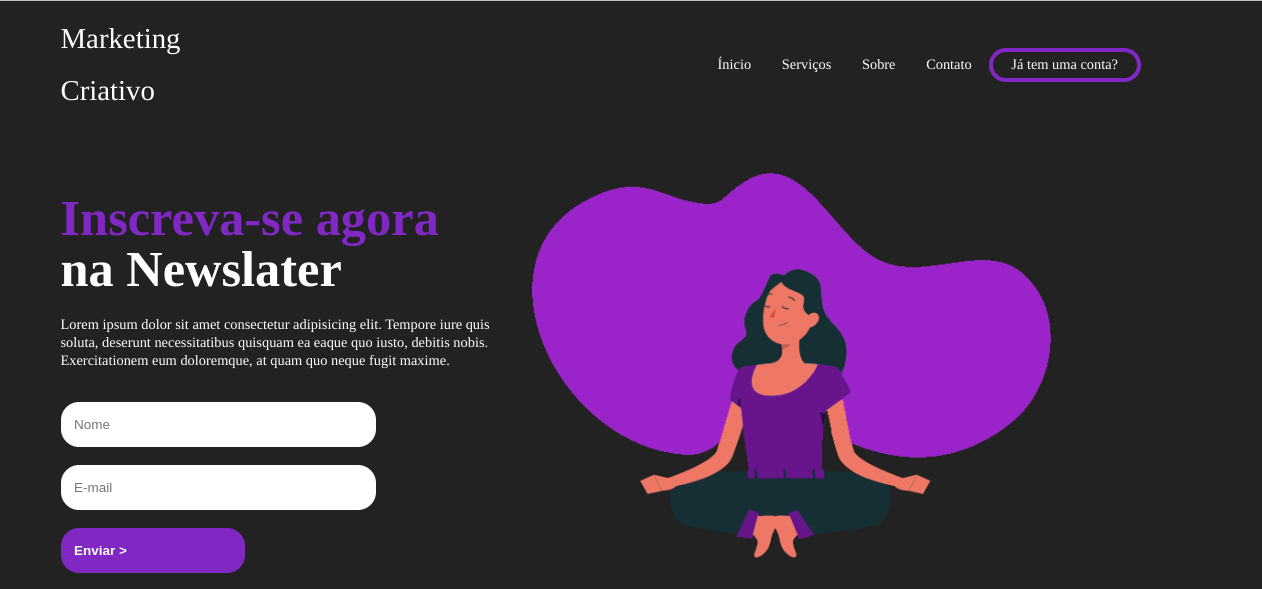 Marketing
Criativo
Ínicio Serviços Sobre Contato Já tem uma conta?
Inscreva-se agora
na Newslater
Lorem ipsum dolor sit amet consectetur adipisicing elit. Tempore iure quis
soluta, deserunt necessitatibus quisquam ea eaque quo iusto, debitis nobis.
Exercitationem eum doloremque, at quam quo neque fugit maxime.
Nome
E-mail
Enviar >